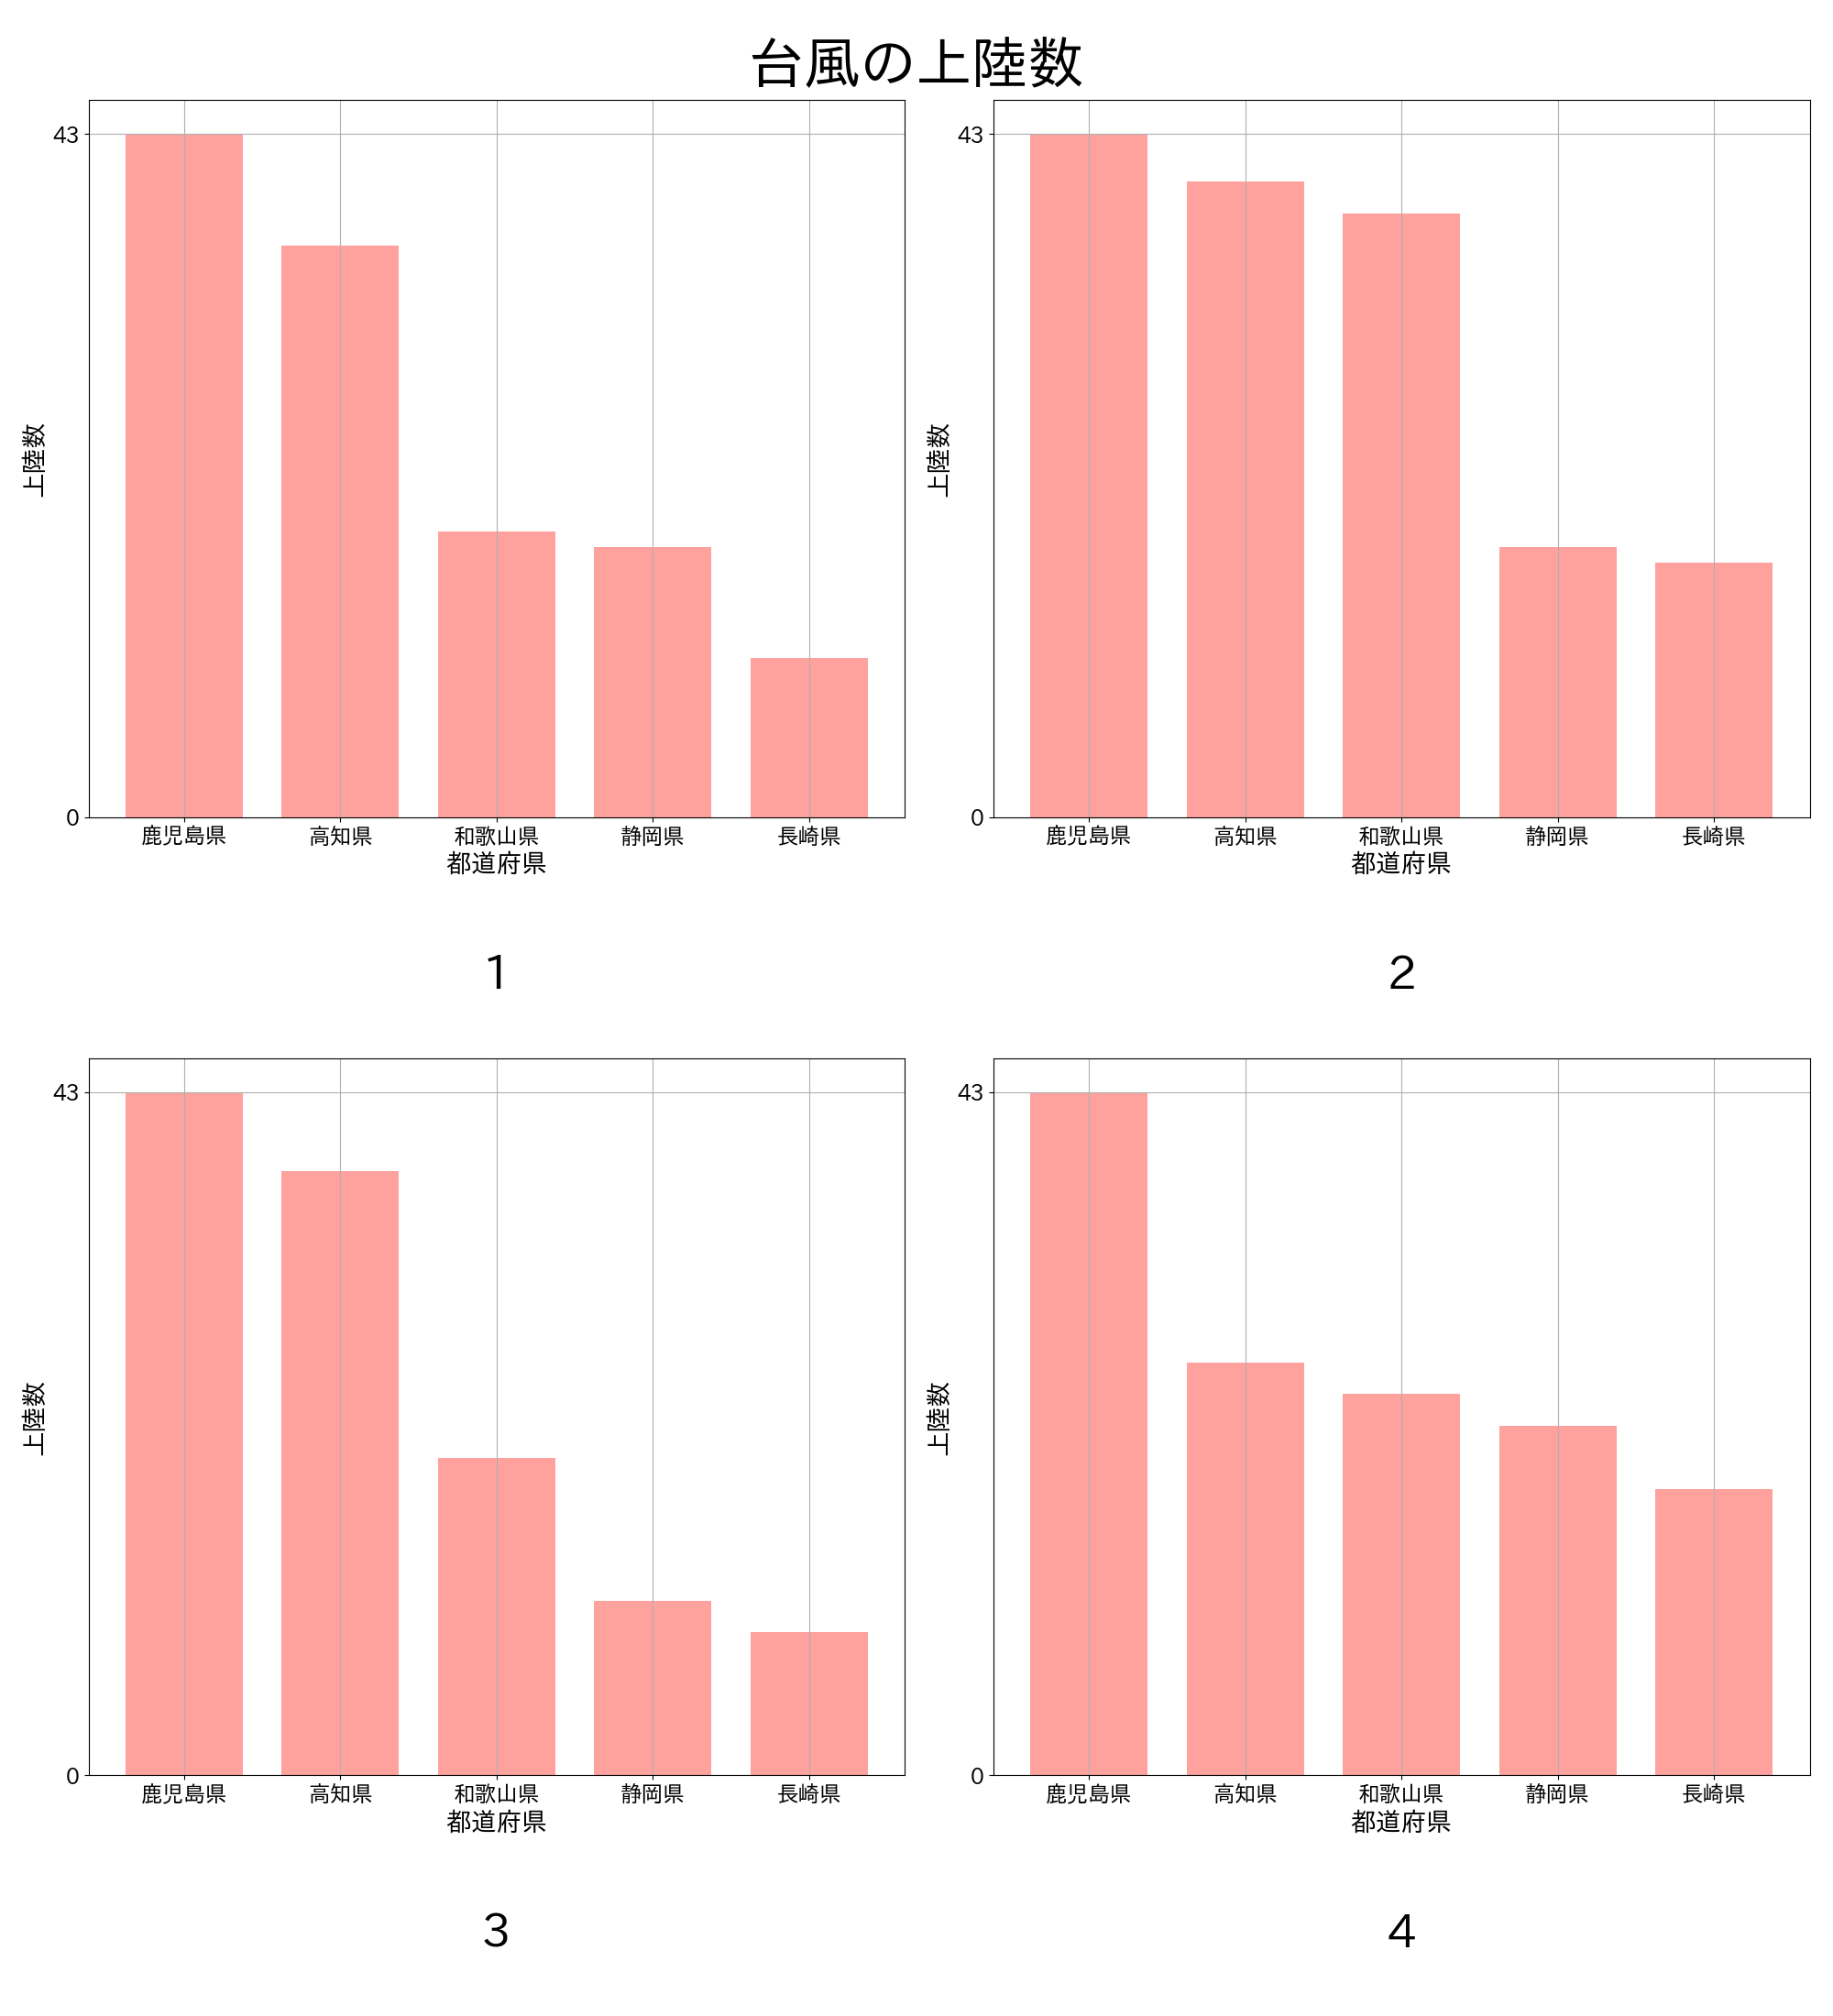 台風の上陸数
43
0
上陸数
鹿児島県 高知県 和歌山県 静岡県 長崎県
都道府県
1
43
0
上陸数
鹿児島県 高知県 和歌山県 静岡県 長崎県
都道府県
2
43
0
上陸数
鹿児島県 高知県 和歌山県 静岡県 長崎県
都道府県
3
43
0
上陸数
鹿児島県 高知県 和歌山県 静岡県 長崎県
都道府県
4